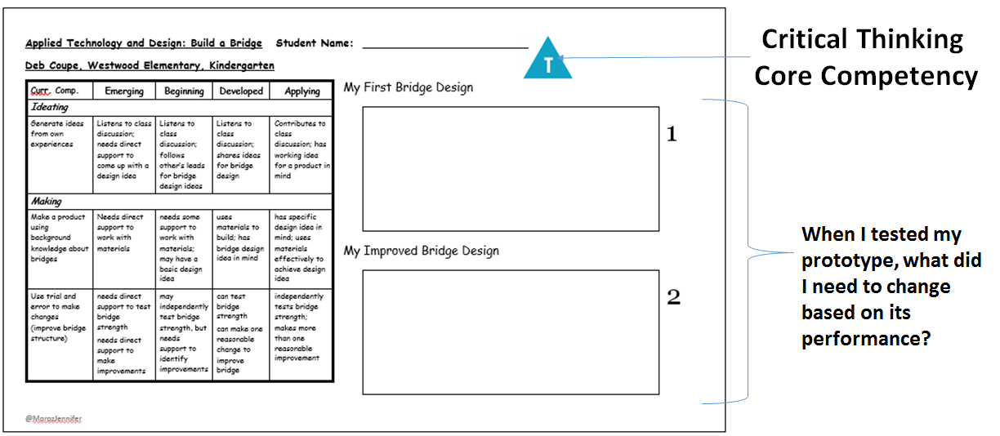 Applied Technology and Design: Build a Bridge Student Name: ____________________
Deb Coupe, Westwood Elementary, Kindergarten
T
Critical Thinking
Core Competency
Curr. Comp. Emerging Beginning Developed Applying
Ideating
Generate ideas
from own
experiences
Listens to class
discussion;
needs direct
support to
come up with a
design idea
Listens to
class
discussion;
follows
other's leads
for bridge
design ideas
Listens to
class
discussion;
shares ideas
for bridge
design
Contributes to
class
discussion; has
working idea
for a product in
mind
Making
Make a product
using
background
knowledge about
bridges
Needs direct
support to
work with
materials
needs some
support to
work with
materials;
may have a
basic design
idea
uses
materials to
build; has
bridge design
idea in mind
has specific
design idea in
mind; uses
materials
effectively to
achieve design
idea
Use trial and
error to make
changes
(improve bridge
structure)
needs direct
support to test
bridge
strength
needs direct
support to
make
improvements
may
independently
test bridge
strength, but
needs
support to
identify
improvements
can test
bridge
strength
can make one
reasonable
change to
improve
bridge
independently
tests bridge
strength;
makes more
than one
reasonable
improvement
My First Bridge Design
1
My Improved Bridge Design
2
When I tested my
prototype, what did
I need to change
based on its
performance?
@MarazJennifer